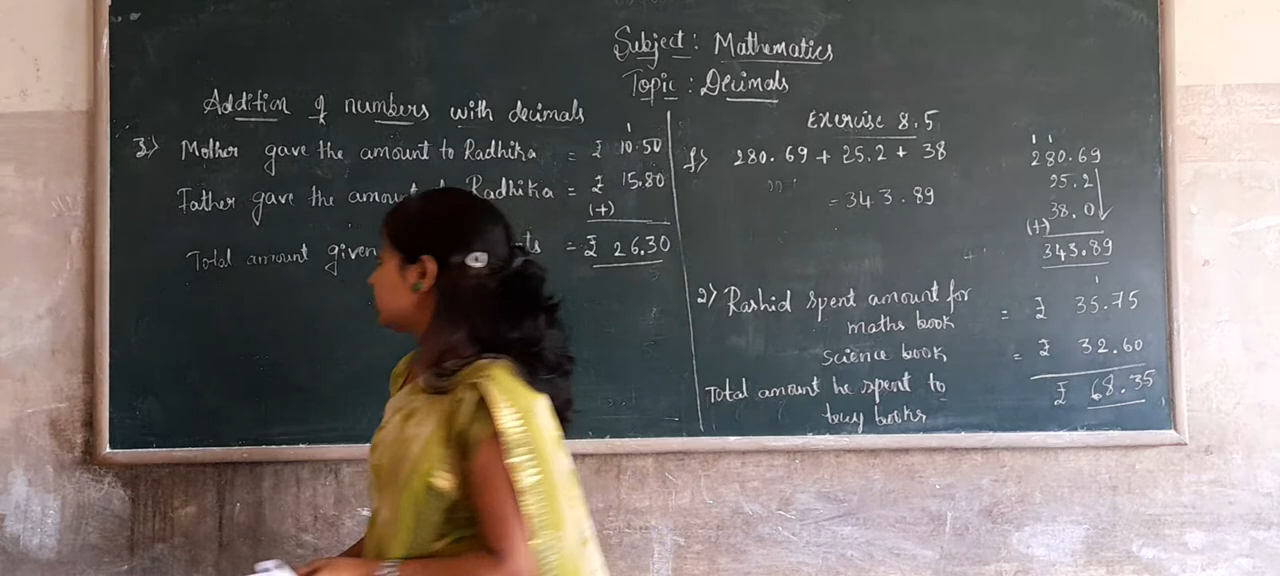 Subject : Mathematics
Topic : Decimals
Addition of numbers with decimals
3) Mother gave the amount to Radhika = ₹ 10.50
Father gave the amount Radhika = ₹ 15.80
(+)
Total amount given = ₹ 26.30
Exercise 8.5
f) 280.69 + 25.2 + 38
= 343.89
1 1
280.69
25.2
38.0
(+)
343.89
2) Rashid spent amount for
maths book = ₹ 35.75
science book = ₹ 32.60
Total amount he spent to
buy books
₹ 68.35